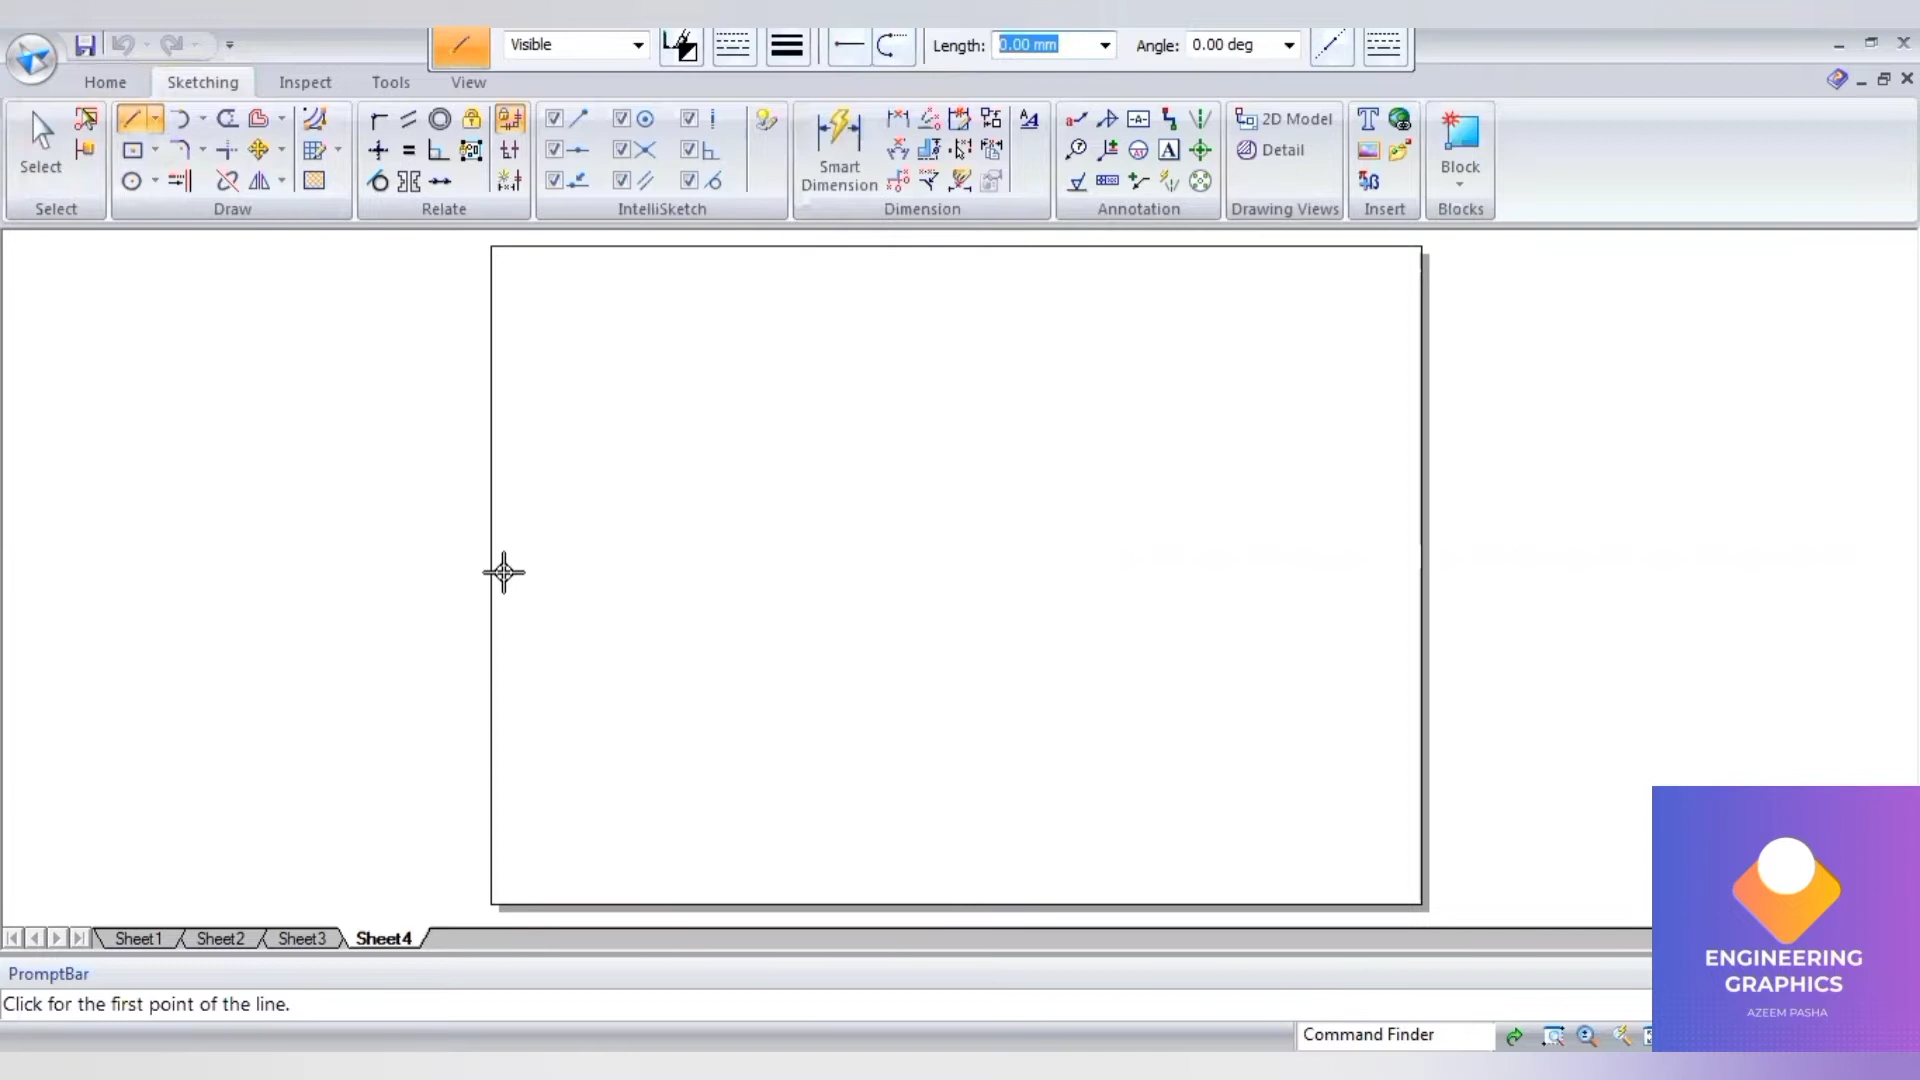 Visible
Length: 0.00 mm
Angle: 0.00 deg
Home
Sketching
Inspect
Tools
View
Select
Smart
Dimension
2D Model
Detail
Block
Select
Draw
Relate
IntelliSketch
Dimension
Annotation
Drawing Views
Insert
Blocks
Sheet1
Sheet2
Sheet3
Sheet4
PromptBar
Click for the first point of the line.
Command Finder
ENGINEERING
GRAPHICS
AZEEM PASHA